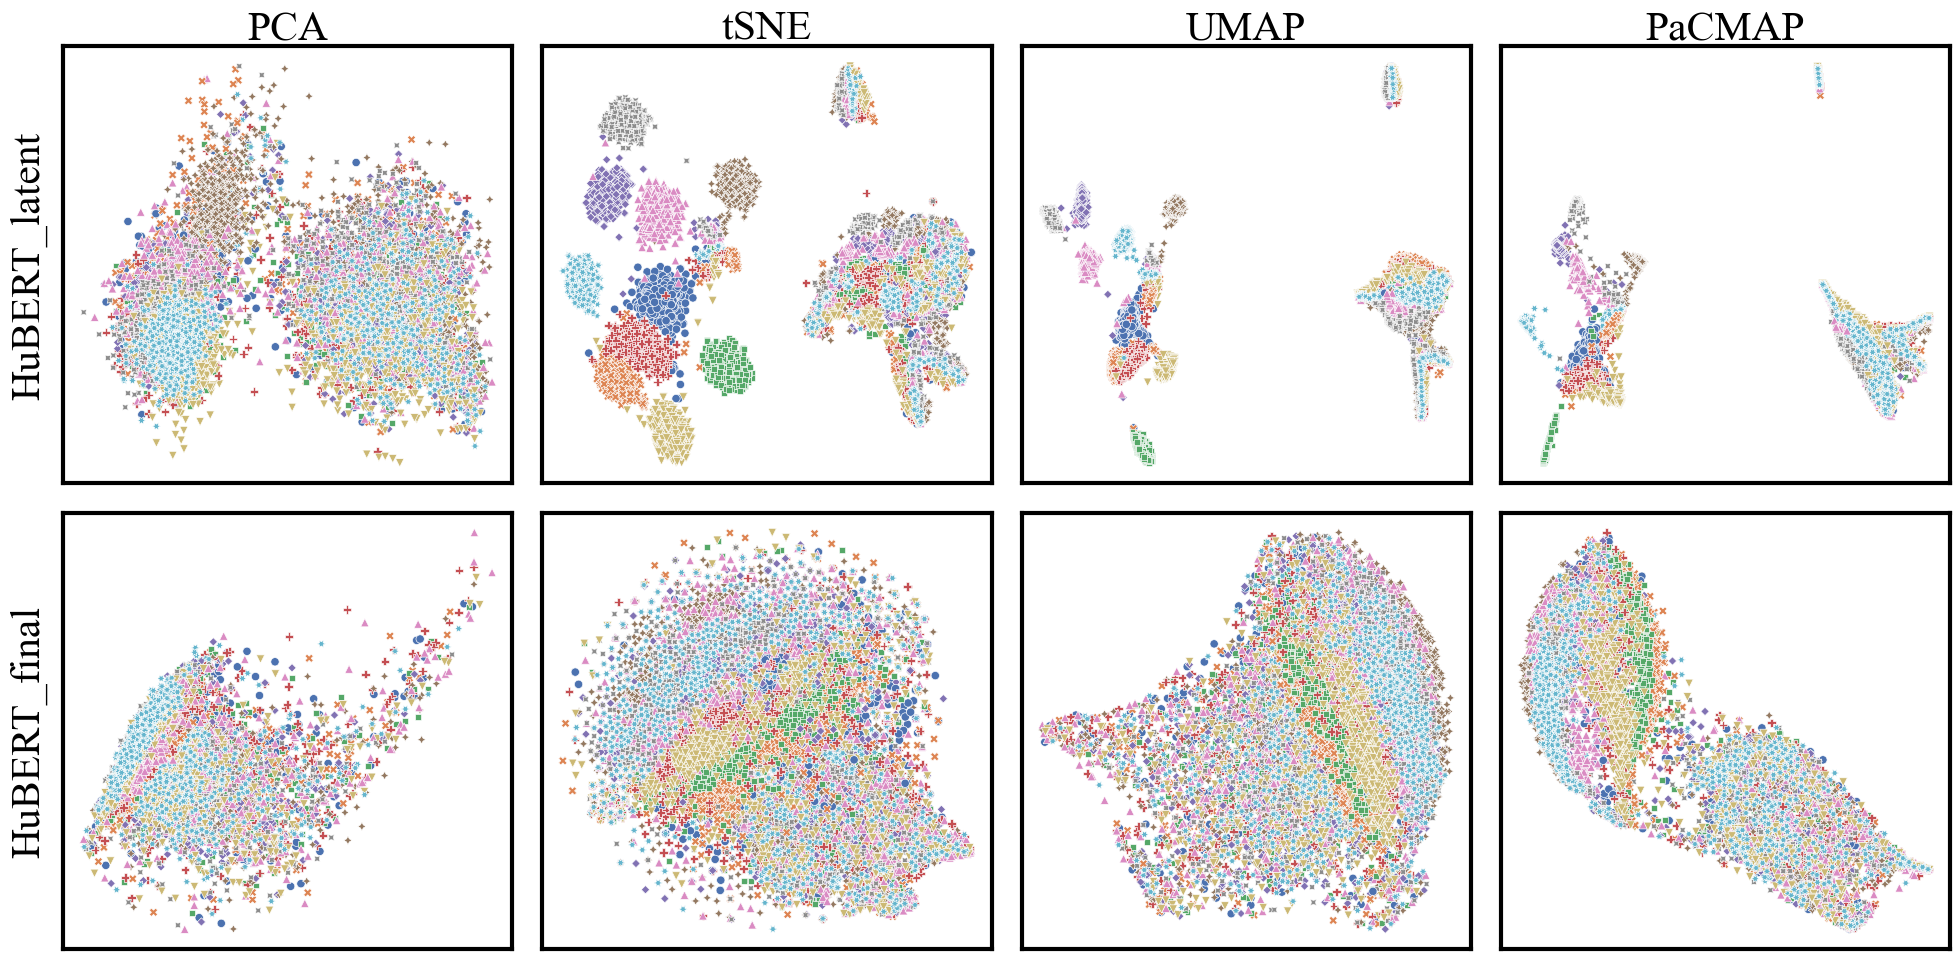 PCA
tSNE
UMAP
PaCMAP
HuBERT_latent
HuBERT_final